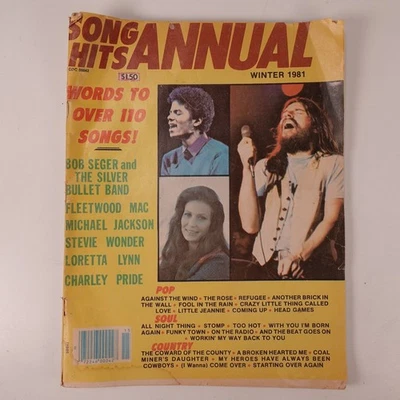 SONG
HITS ANNUAL
$1.50
WINTER 1981
WORDS TO
OVER 110
SONGS!
BOB SEGER and
THE SILVER
BULLET BAND
FLEETWOOD MAC
MICHAEL JACKSON
STEVIE WONDER
LORETTA LYNN
CHARLEY PRIDE
POP
AGAINST THE WIND • THE ROSE • REFUGEE • ANOTHER BRICK IN
THE WALL • FOOL IN THE RAIN • CRAZY LITTLE THING CALLED
LOVE • LITTLE JEANNIE • COMING UP • HEAD GAMES
SOUL
ALL NIGHT THING • STOMP • TOO HOT • WITH YOU I'M BORN
AGAIN • FUNKY TOWN • ON THE RADIO • AND THE BEAT GOES ON
• WORKIN' MY WAY BACK TO YOU
COUNTRY
THE COWARD OF THE COUNTY • A BROKEN HEARTED ME • COAL
MINER'S DAUGHTER • MY HEROES HAVE ALWAYS BEEN
COWBOYS • (I Wanna) COME OVER • STARTING OVER AGAIN